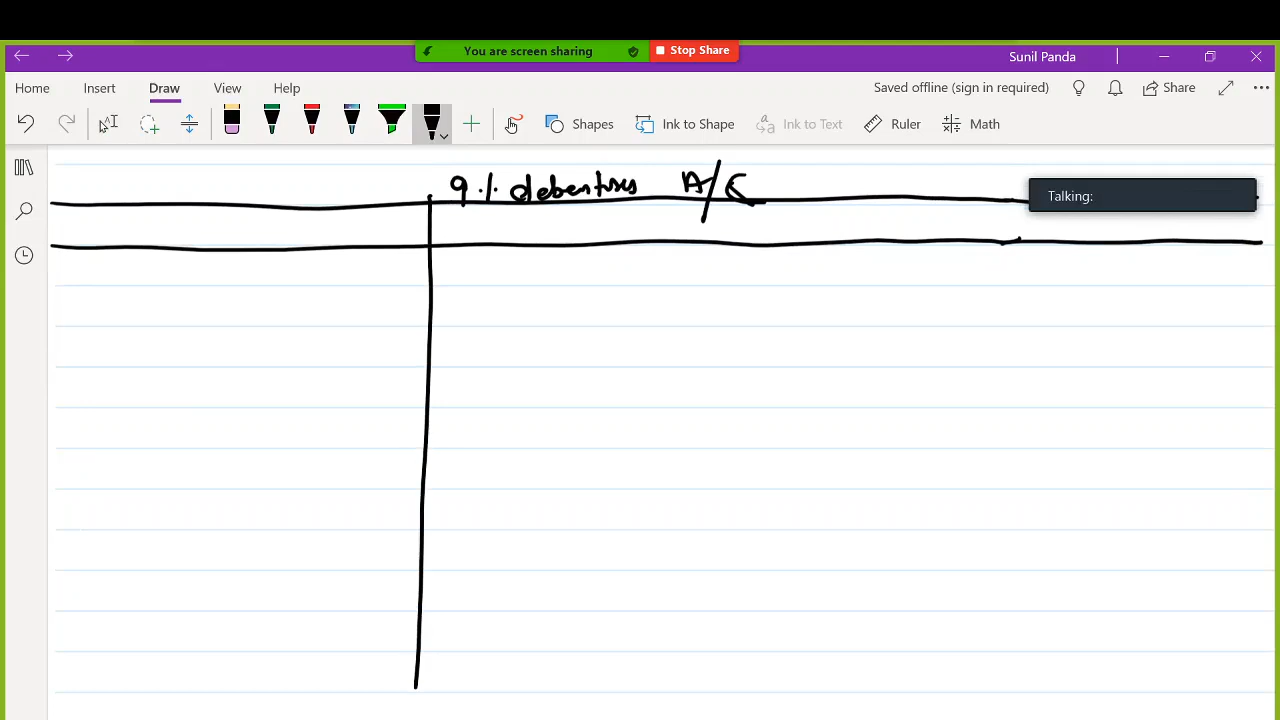 You are screen sharing Stop Share
Sunil Panda
Home Insert Draw View Help Saved offline (sign in required) Share
Shapes Ink to Shape Ink to Text Ruler Math
9 % debentures A/C
Talking: